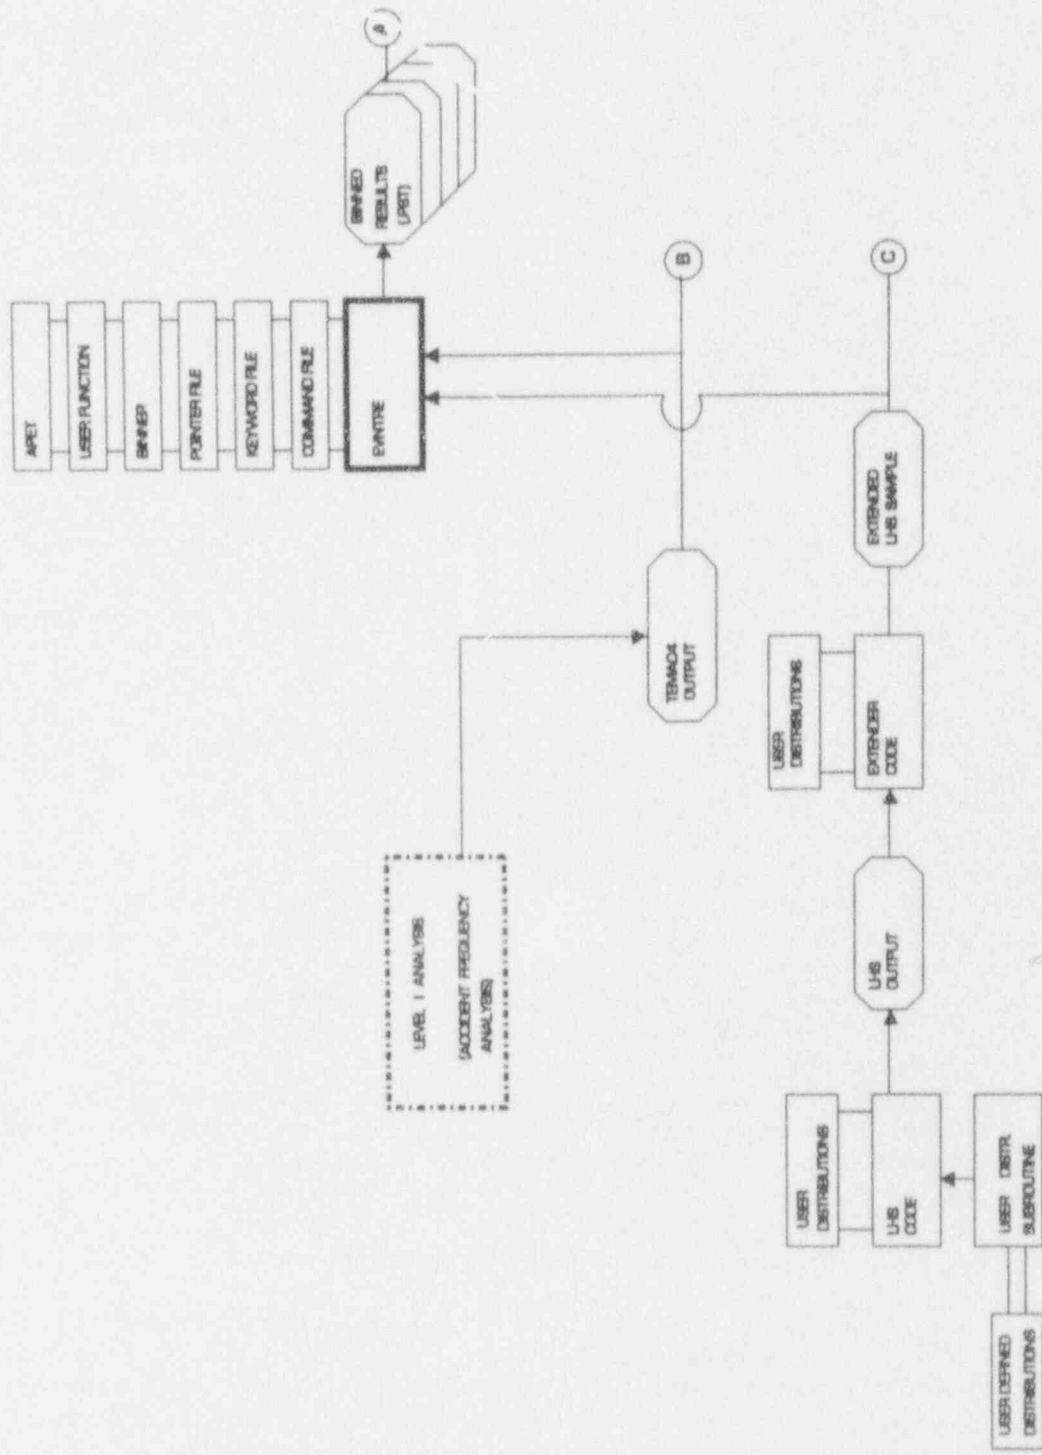 APET
USER FUNCTION
BINNER
POINTER FILE
KEYWORD FILE
COMMAND FILE
EVNTRE
BINNED
RESULTS
(.PST)
A
LEVEL I ANALYSIS
(ACCIDENT FREQUENCY
ANALYSIS)
TEMAC4
OUTPUT
B
USER
DISTRIBUTIONS
USER
DISTRIBUTIONS
LHS
CODE
LHS
OUTPUT
EXTENDER
CODE
EXTENDED
LHS SAMPLE
C
USER DEFINED
DISTRIBUTIONS
USER DISTR.
SUBROUTINE